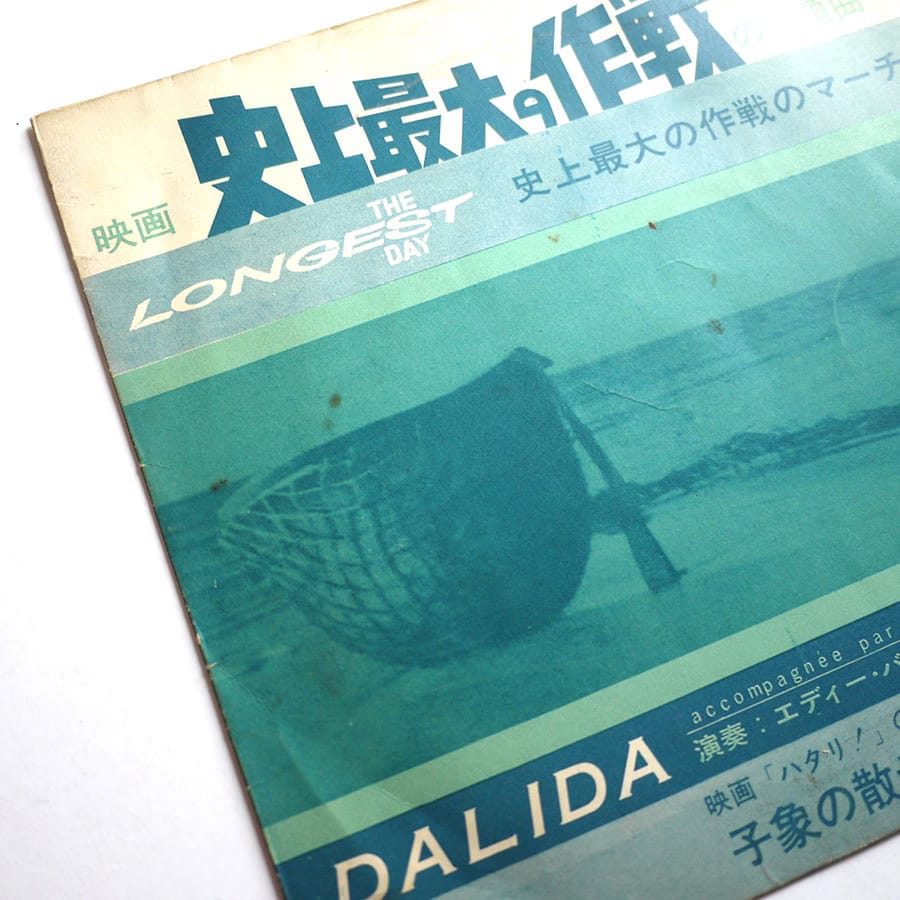 映画 史上最大の作戦の
史上最大の作戦のマーチ
THE
LONGEST
DAY
accompagnée par
DALIDA 演奏：エディー・バ
映画「ハタリ！」
子象の散